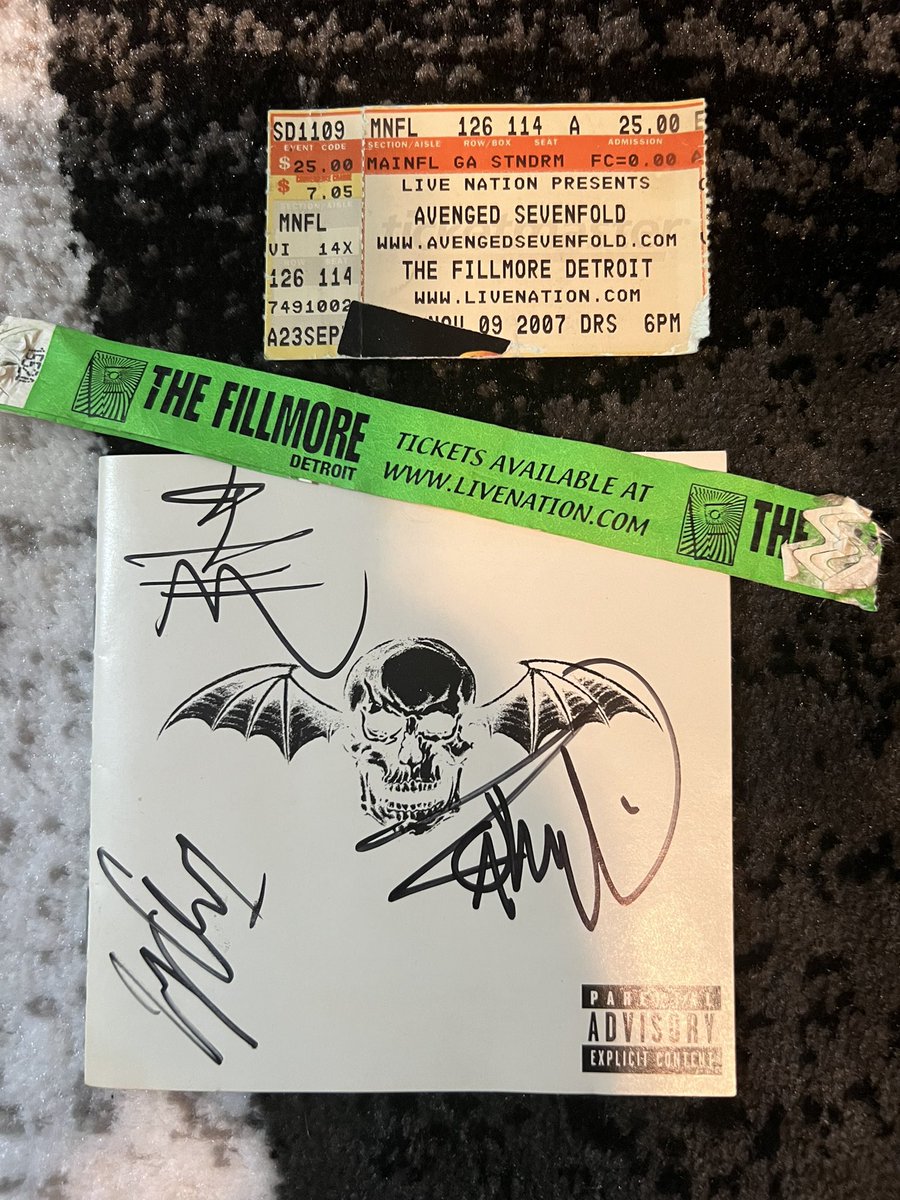 SD1109 MNFL 126 114 A 25.00 E
EVENT CODE SECTION/AISLE ROW/BOX SEAT ADMISSION
$ 25.00 MAINFL GA STNDRM FC=0.00 A
$ 7.05 LIVE NATION PRESENTS
SECTION/AISLE
MNFL AVENGED SEVENFOLD
VI 14X WWW.AVENGEDSEVENFOLD.COM
ROW SEAT
126 114 THE FILLMORE DETROIT
7491002 WWW.LIVENATION.COM
A23SEP NOV 09 2007 DRS 6PM
THE FILLMORE
DETROIT
TICKETS AVAILABLE AT
WWW.LIVENATION.COM
THE
PARENTAL
ADVISORY
EXPLICIT CONTENT